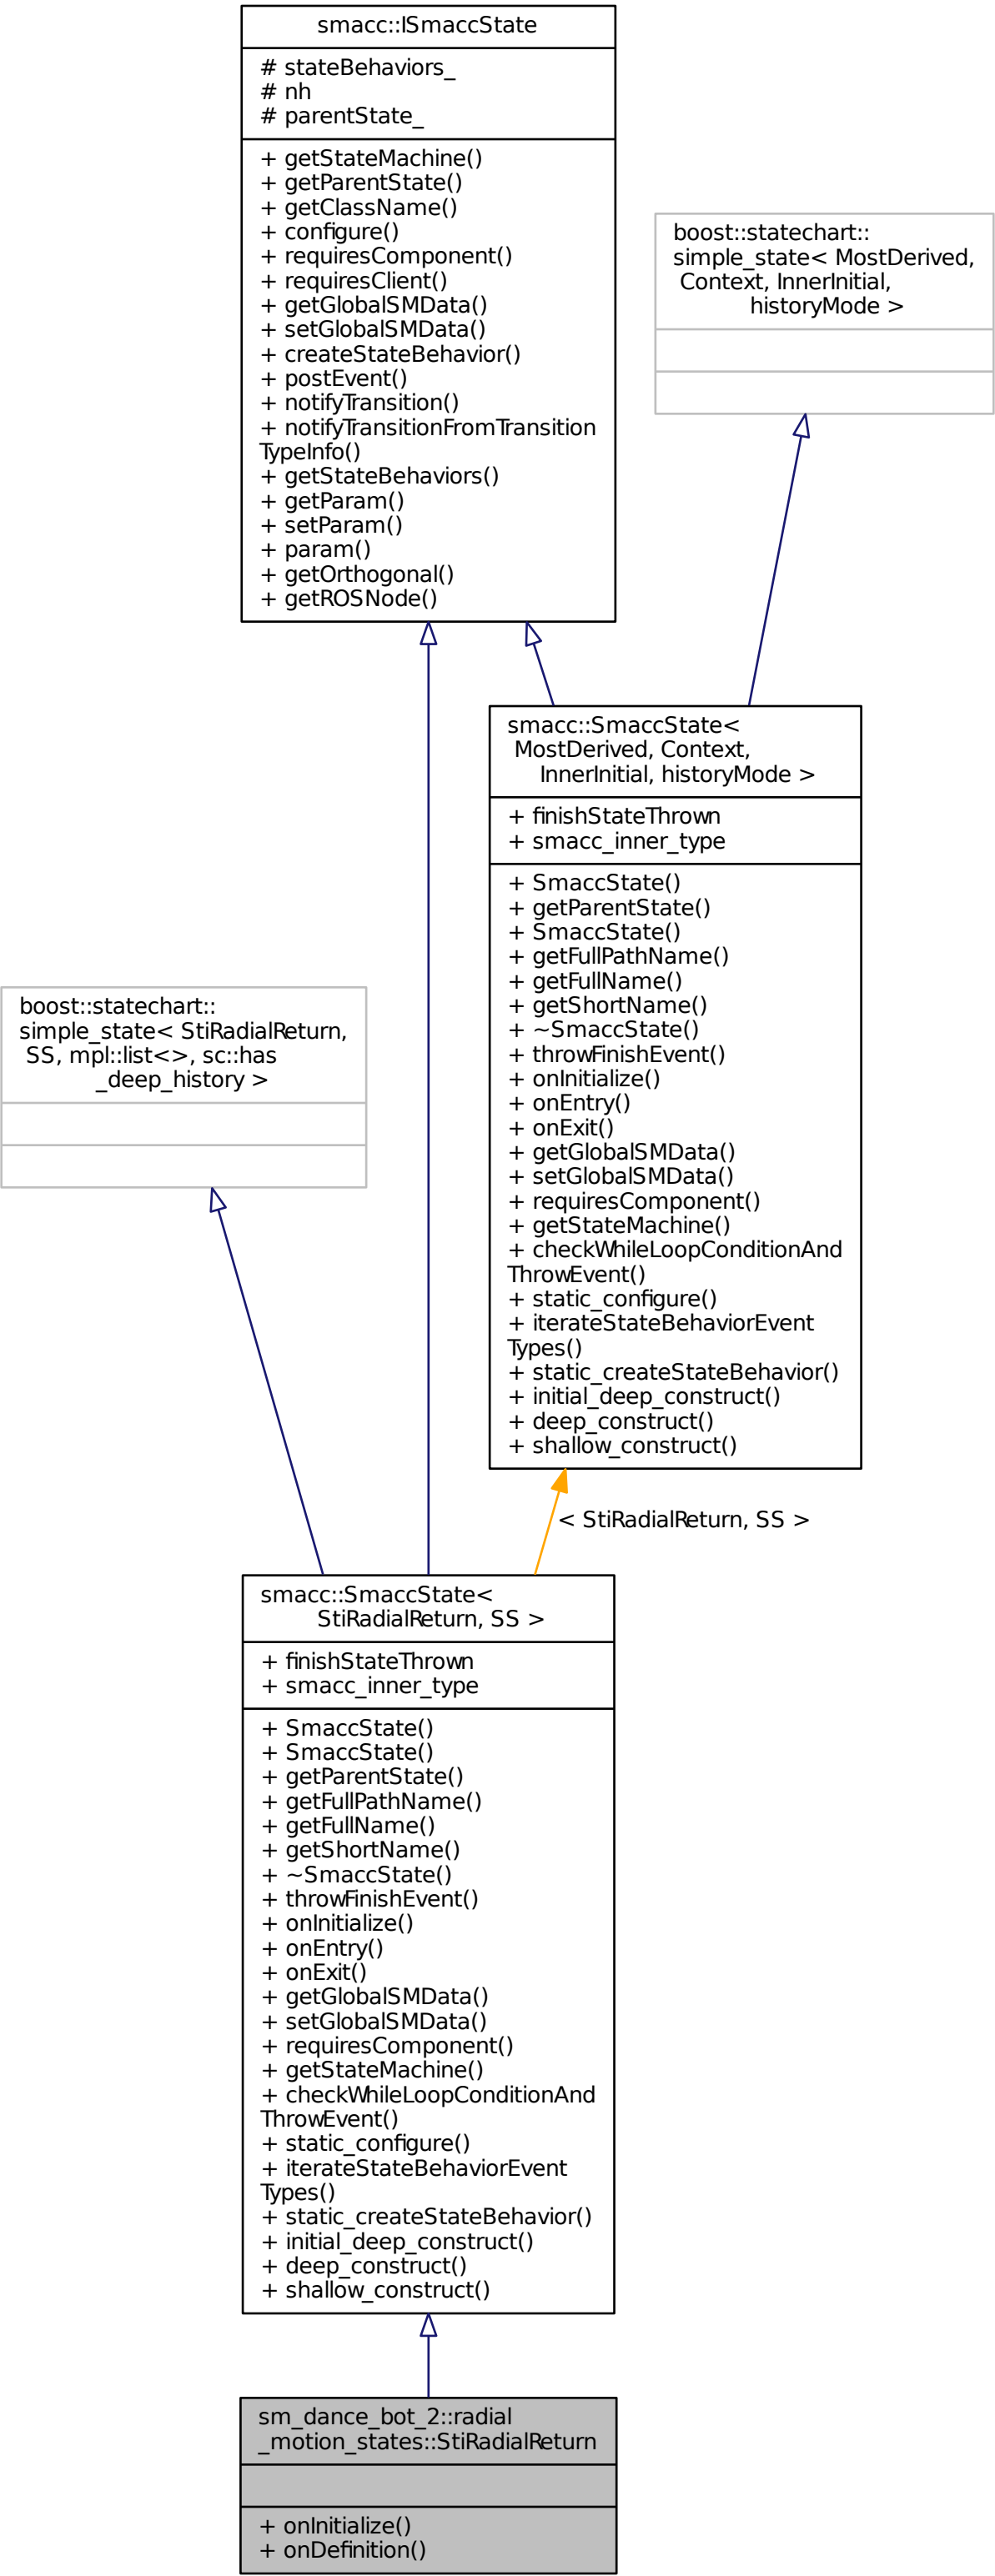 smacc::ISmaccState
# stateBehaviors_
# nh
# parentState_
+ getStateMachine()
+ getParentState()
+ getClassName()
+ configure()
+ requiresComponent()
+ requiresClient()
+ getGlobalSMData()
+ setGlobalSMData()
+ createStateBehavior()
+ postEvent()
+ notifyTransition()
+ notifyTransitionFromTransition
TypeInfo()
+ getStateBehaviors()
+ getParam()
+ setParam()
+ param()
+ getOrthogonal()
+ getROSNode()
boost::statechart::
simple_state< MostDerived,
Context, InnerInitial,
historyMode >
smacc::SmaccState<
MostDerived, Context,
InnerInitial, historyMode >
+ finishStateThrown
+ smacc_inner_type
+ SmaccState()
+ getParentState()
+ SmaccState()
+ getFullPathName()
+ getFullName()
+ getShortName()
+ ~SmaccState()
+ throwFinishEvent()
+ onInitialize()
+ onEntry()
+ onExit()
+ getGlobalSMData()
+ setGlobalSMData()
+ requiresComponent()
+ getStateMachine()
+ checkWhileLoopConditionAnd
ThrowEvent()
+ static_configure()
+ iterateStateBehaviorEvent
Types()
+ static_createStateBehavior()
+ initial_deep_construct()
+ deep_construct()
+ shallow_construct()
boost::statechart::
simple_state< StiRadialReturn,
SS, mpl::list<>, sc::has
_deep_history >
< StiRadialReturn, SS >
smacc::SmaccState<
StiRadialReturn, SS >
+ finishStateThrown
+ smacc_inner_type
+ SmaccState()
+ SmaccState()
+ getParentState()
+ getFullPathName()
+ getFullName()
+ getShortName()
+ ~SmaccState()
+ throwFinishEvent()
+ onInitialize()
+ onEntry()
+ onExit()
+ getGlobalSMData()
+ setGlobalSMData()
+ requiresComponent()
+ getStateMachine()
+ checkWhileLoopConditionAnd
ThrowEvent()
+ static_configure()
+ iterateStateBehaviorEvent
Types()
+ static_createStateBehavior()
+ initial_deep_construct()
+ deep_construct()
+ shallow_construct()
sm_dance_bot_2::radial
_motion_states::StiRadialReturn
+ onInitialize()
+ onDefinition()